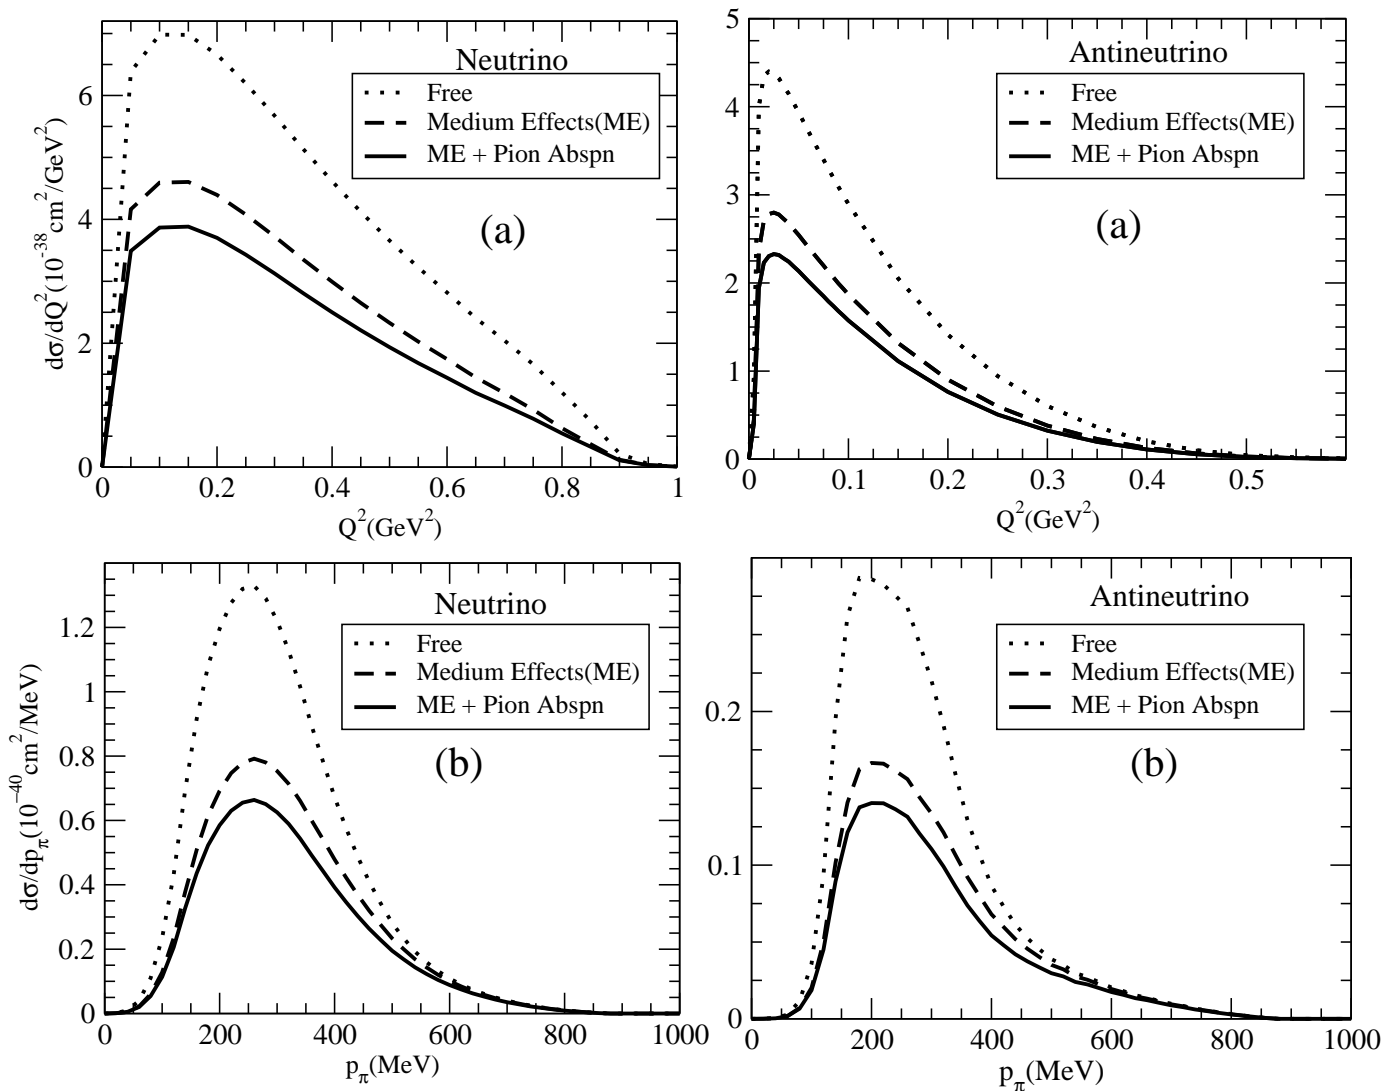 Neutrino
Free
Medium Effects(ME)
ME + Pion Abspn
(a)
dσ/dQ²(10⁻³⁸ cm²/GeV²)
6
4
2
0
0 0.2 0.4 0.6 0.8 1
Q²(GeV²)
Antineutrino
Free
Medium Effects(ME)
ME + Pion Abspn
(a)
5
4
3
2
1
0
0 0.1 0.2 0.3 0.4 0.5
Q²(GeV²)
Neutrino
Free
Medium Effects(ME)
ME + Pion Abspn
(b)
dσ/dp_π(10⁻⁴⁰ cm²/MeV)
1.2
1
0.8
0.6
0.4
0.2
0
0 200 400 600 800 1000
p_π(MeV)
Antineutrino
Free
Medium Effects(ME)
ME + Pion Abspn
(b)
0.2
0.1
0
0 200 400 600 800 1000
p_π(MeV)